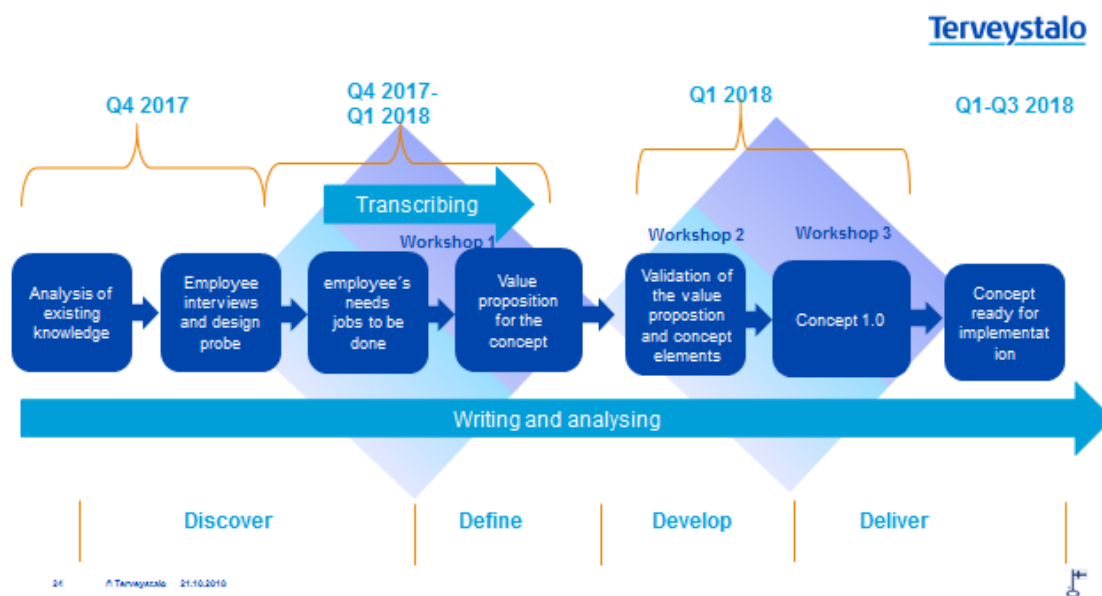 Terveystalo
Q4 2017
Q4 2017-
Q1 2018
Q1 2018
Q1-Q3 2018
Transcribing
Workshop 1
Workshop 2
Workshop 3
Analysis of
existing
knowledge
Employee
interviews
and design
probe
employee´s
needs
jobs to be
done
Value
proposition
for the
concept
Validation of
the value
propostion
and concept
elements
Concept 1.0
Concept
ready for
implementat
ion
Writing and analysing
Discover
Define
Develop
Deliver
24
© Terveystalo
21.10.2018